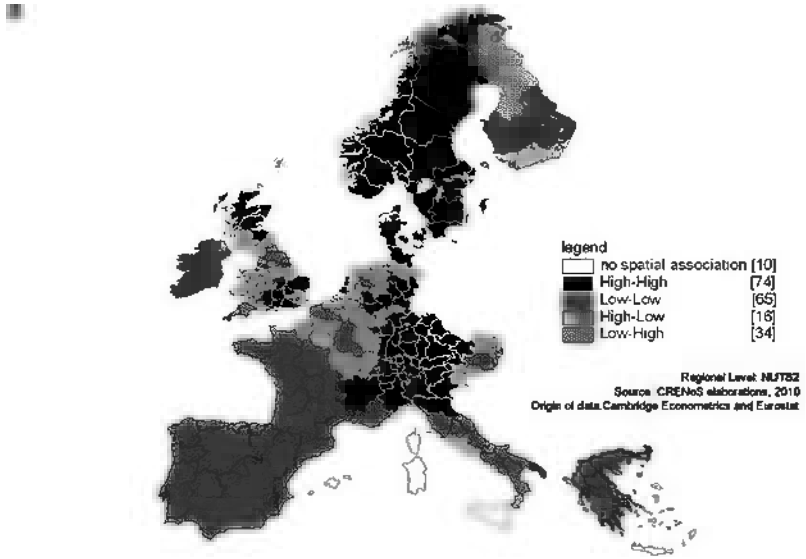 legend
no spatial association [10]
High-High [74]
Low-Low [65]
High-Low [16]
Low-High [34]
Regional Level: NUTS2
Source: CRENoS elaborations, 2010
Origin of data Cambridge Econometrics and Eurostat